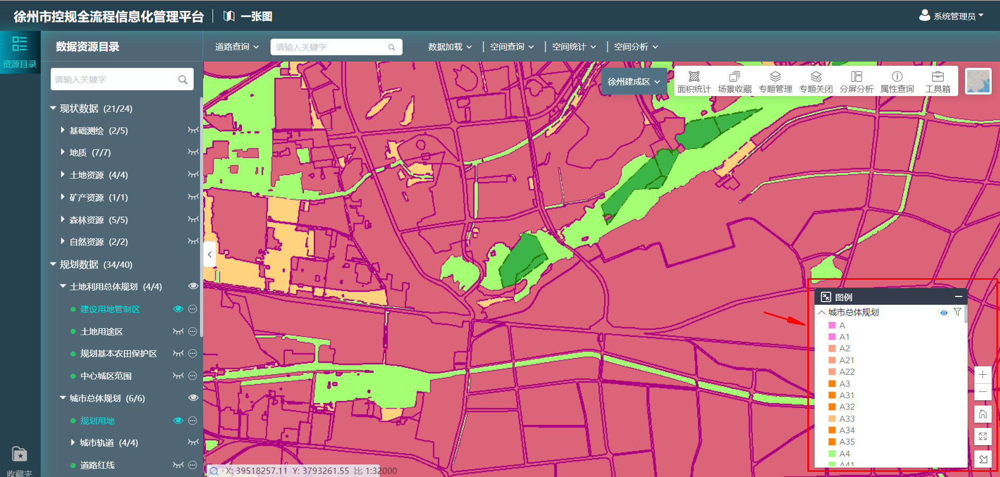 徐州市控规全流程信息化管理平台
一张图
系统管理员
资源目录
数据资源目录
道路查询
请输入关键字
数据加载
空间查询
空间统计
空间分析
请输入关键字
徐州建成区
面积统计
场景收藏
专题管理
专题关闭
分屏分析
属性查询
工具箱
现状数据 (21/24)
基础测绘 (2/5)
地质 (7/7)
土地资源 (4/4)
矿产资源 (1/1)
森林资源 (5/5)
自然资源 (2/2)
规划数据 (34/40)
土地利用总体规划 (4/4)
建设用地管制区
土地用途区
规划基本农田保护区
中心城区范围
城市总体规划 (6/6)
规划用地
城市轨道 (4/4)
道路红线
收藏夹
图例
城市总体规划
A
A1
A2
A21
A22
A3
A31
A32
A33
A34
A35
A4
A41
X: 39518257.11 Y: 3793261.55 比 1:32000